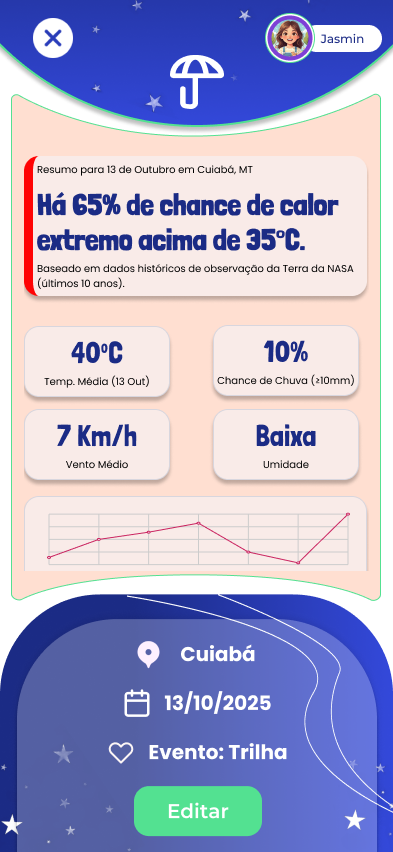 Jasmin
Resumo para 13 de Outubro em Cuiabá, MT
Há 65% de chance de calor
extremo acima de 35°C.
Baseado em dados históricos de observação da Terra da NASA
(últimos 10 anos).
40°C
Temp. Média (13 Out)
10%
Chance de Chuva (≥10mm)
7 Km/h
Vento Médio
Baixa
Umidade
Cuiabá
13/10/2025
Evento: Trilha
Editar